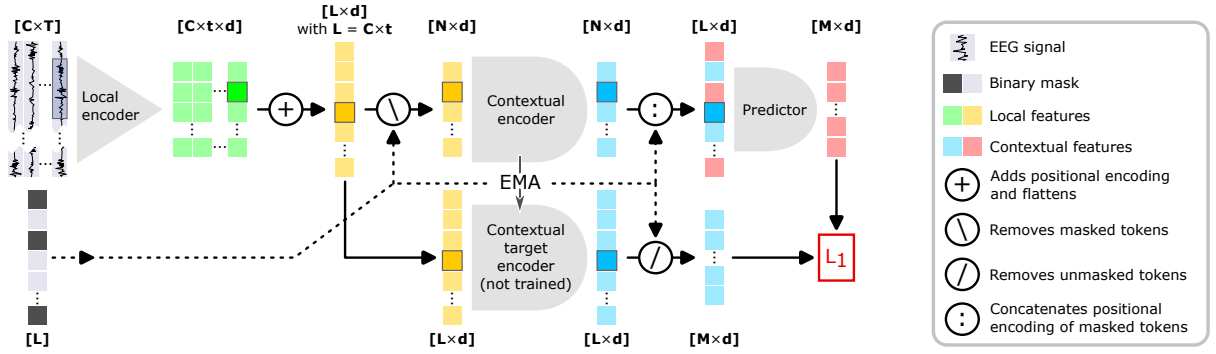 [C×T]
[C×t×d]
[L×d]
with L = C×t
[N×d]
[N×d]
[L×d]
[M×d]
Local
encoder
+
\
Contextual
encoder
:
Predictor
EMA
Contextual
target
encoder
(not trained)
/
L1
[L]
[L×d]
[L×d]
[M×d]
EEG signal
Binary mask
Local features
Contextual features
+
Adds positional encoding
and flattens
\
Removes masked tokens
/
Removes unmasked tokens
:
Concatenates positional
encoding of masked tokens